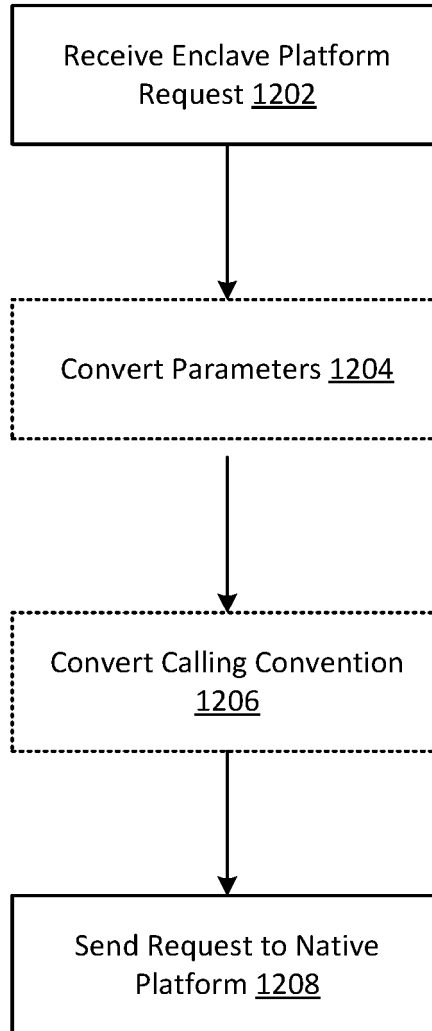 Receive Enclave Platform
Request 1202
Convert Parameters 1204
Convert Calling Convention
1206
Send Request to Native
Platform 1208